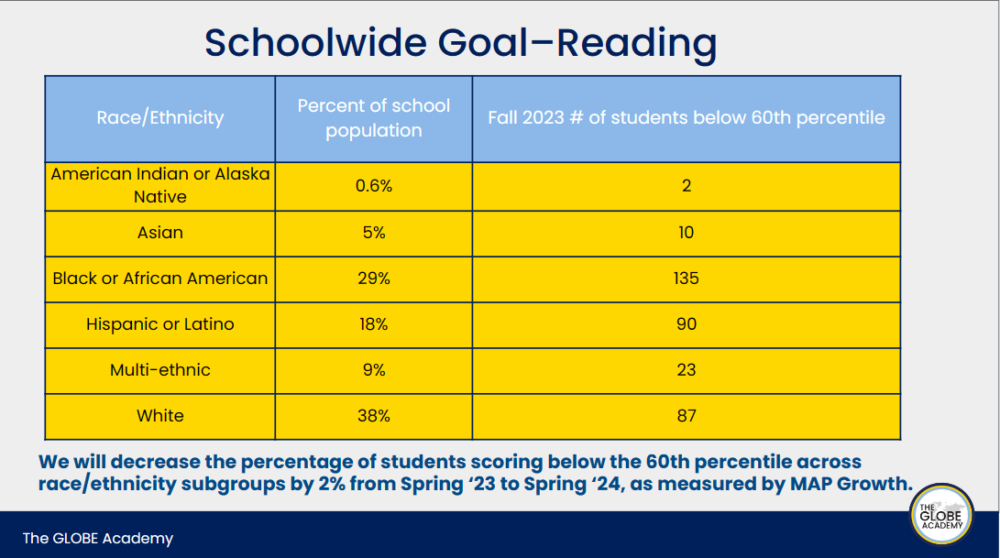 Schoolwide Goal–Reading
Race/Ethnicity
Percent of school
population
Fall 2023 # of students below 60th percentile
American Indian or Alaska
Native
0.6%
2
Asian
5%
10
Black or African American
29%
135
Hispanic or Latino
18%
90
Multi-ethnic
9%
23
White
38%
87
We will decrease the percentage of students scoring below the 60th percentile across
race/ethnicity subgroups by 2% from Spring ‘23 to Spring ‘24, as measured by MAP Growth.
THE
GLOBE
ACADEMY
The GLOBE Academy